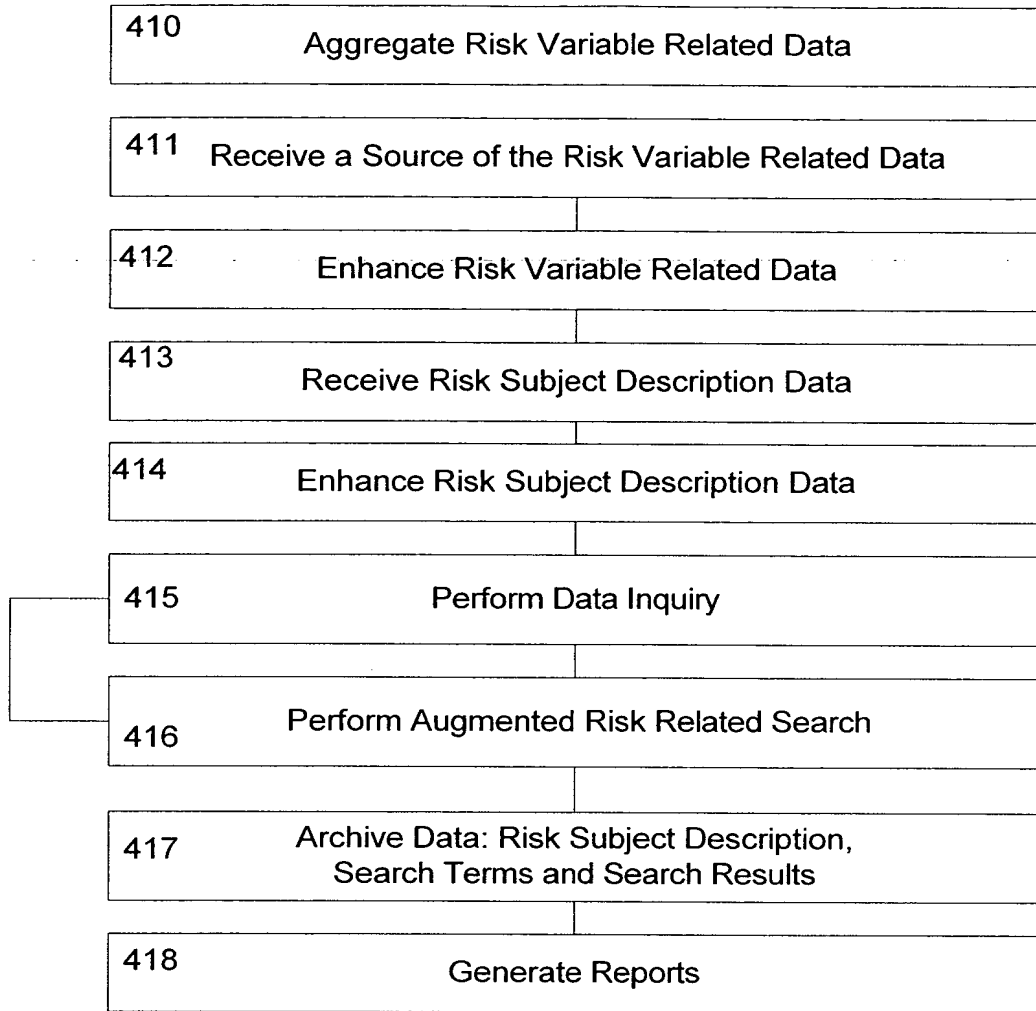 410
Aggregate Risk Variable Related Data
411
Receive a Source of the Risk Variable Related Data
412
Enhance Risk Variable Related Data
413
Receive Risk Subject Description Data
414
Enhance Risk Subject Description Data
415
Perform Data Inquiry
416
Perform Augmented Risk Related Search
417
Archive Data: Risk Subject Description,
Search Terms and Search Results
418
Generate Reports